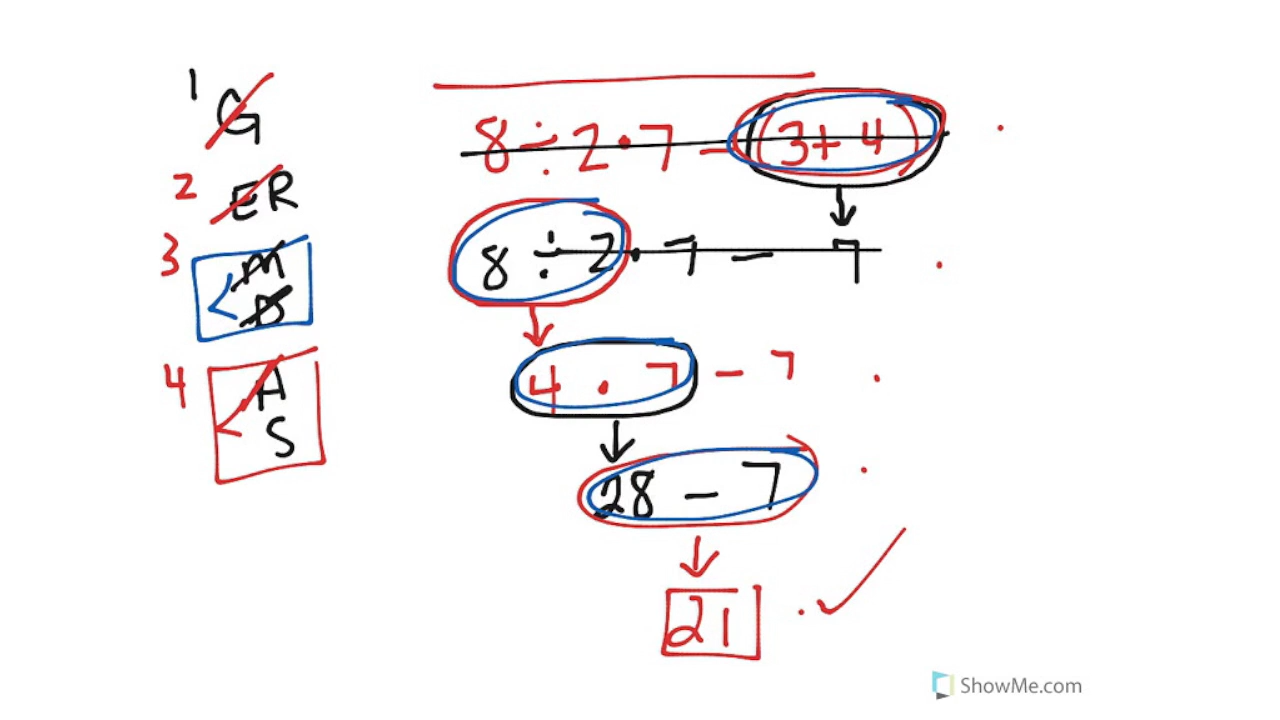 1 G
2 ER
3 M
D
4 A
S
8 ÷ 2 · 7 - (3 + 4)
8 ÷ 2 · 7 - 7
4 · 7 - 7
28 - 7
21
ShowMe.com